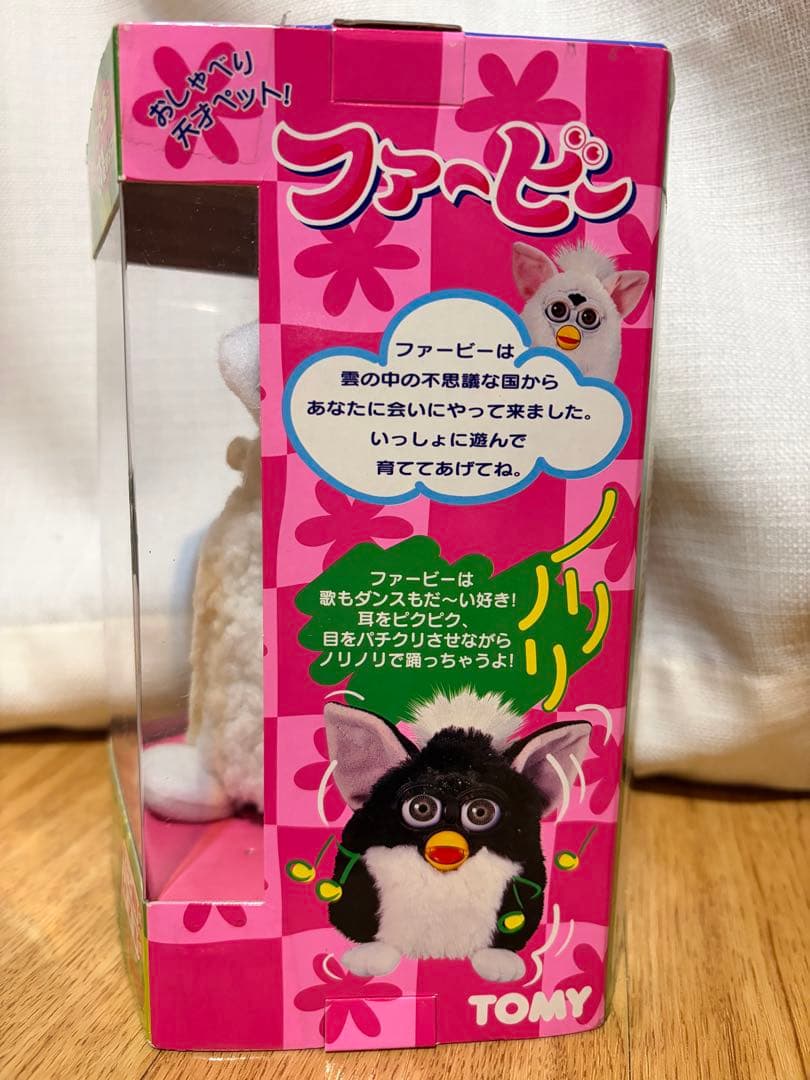 おしゃべり
天才ペット!
ファービー
ファービーは
雲の中の不思議な国から
あなたに会いにやって来ました。
いっしょに遊んで
育ててあげてね。
ノリノリ
ファービーは
歌もダンスもだ〜い好き!
耳をピクピク、
目をパチクリさせながら
ノリノリで踊っちゃうよ!
TOMY